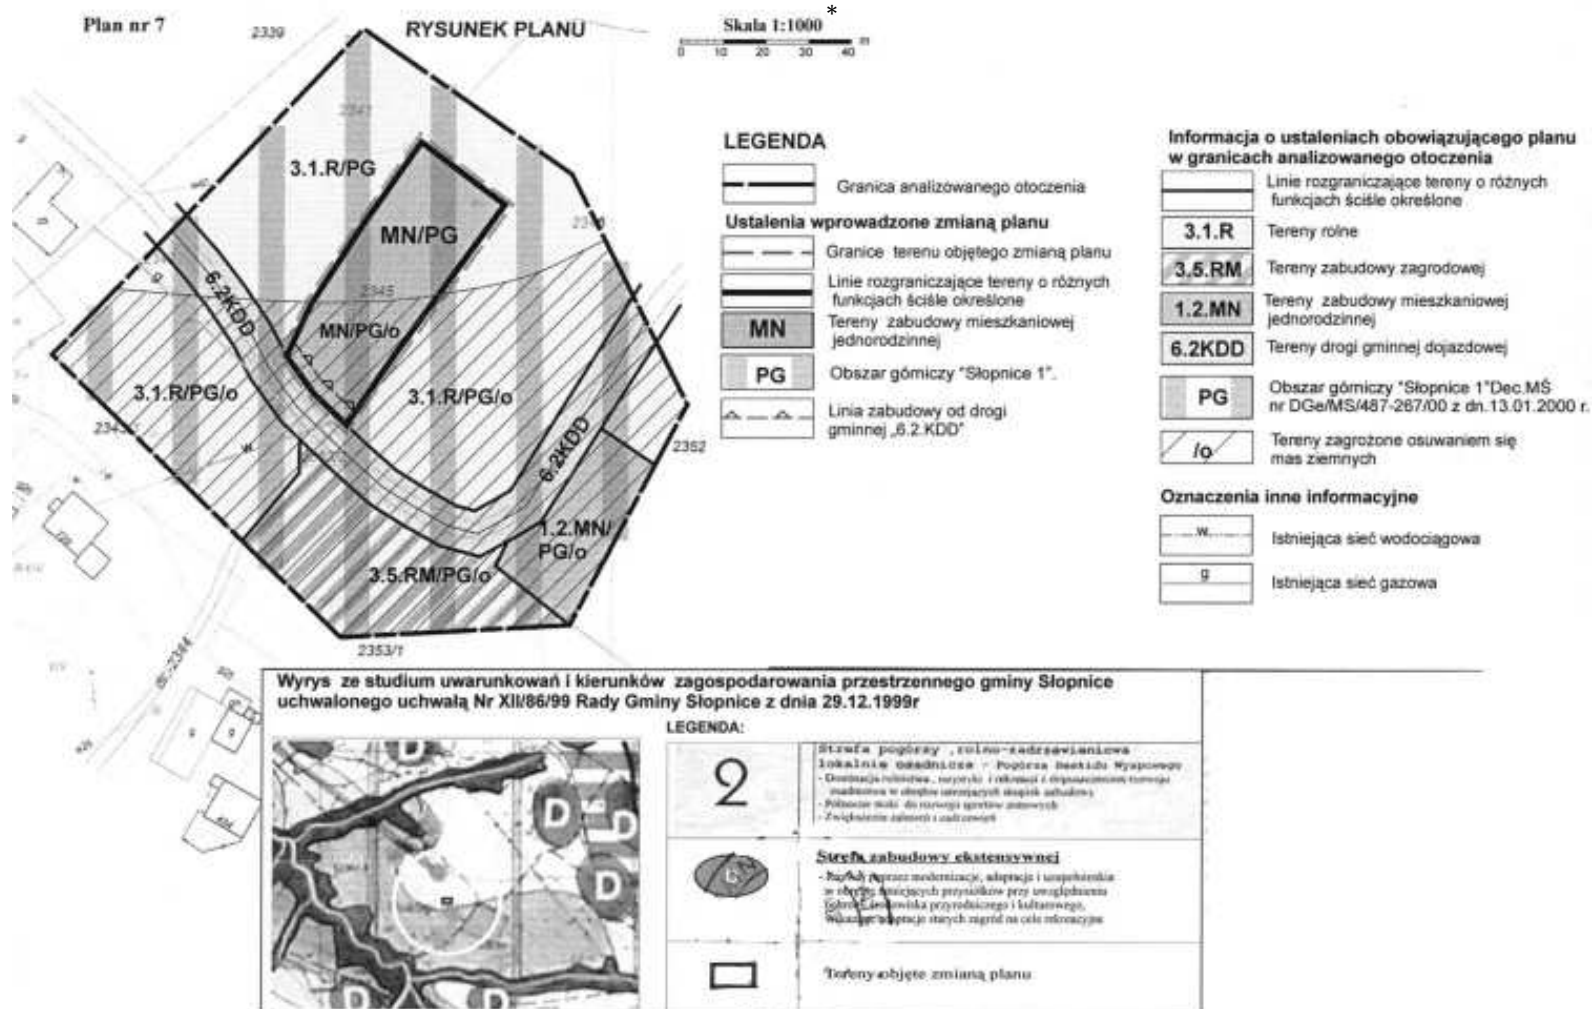 Plan nr 7
RYSUNEK PLANU
Skala 1:1000 *
0 10 20 30 40 m
2339
2341
3.1.R/PG
MN/PG
6.2KDD
2345
MN/PG/o
3.1.R/PG/o
3.1.R/PG/o
6.2KDD
2352
1.2.MN/
PG/o
3.5.RM/PG/o
2353/1
g
w
LEGENDA
Granica analizowanego otoczenia
Ustalenia wprowadzone zmianą planu
Granice terenu objętego zmianą planu
Linie rozgraniczające tereny o różnych
funkcjach ściśle określone
MN
Tereny zabudowy mieszkaniowej
jednorodzinnej
PG
Obszar górniczy "Słopnice 1".
Linia zabudowy od drogi
gminnej „6.2.KDD"
Informacja o ustaleniach obowiązującego planu
w granicach analizowanego otoczenia
Linie rozgraniczające tereny o różnych
funkcjach ściśle określone
3.1.R
Tereny rolne
3.5.RM
Tereny zabudowy zagrodowej
1.2.MN
Tereny zabudowy mieszkaniowej
jednorodzinnej
6.2KDD
Tereny drogi gminnej dojazdowej
PG
Obszar górniczy "Słopnice 1"Dec.MŚ
nr DGe/MS/487-267/00 z dn.13.01.2000 r.
/o
Tereny zagrożone osuwaniem się
mas ziemnych
Oznaczenia inne informacyjne
w
Istniejąca sieć wodociągowa
g
Istniejąca sieć gazowa
Wyrys ze studium uwarunkowań i kierunków zagospodarowania przestrzennego gminy Słopnice
uchwalonego uchwałą Nr XII/86/99 Rady Gminy Słopnice z dnia 29.12.1999r
LEGENDA:
D
D
D
D
D
D
2
Strefa pogórzy
Strefa zabudowy ekstensywnej
Tereny objęte zmianą planu